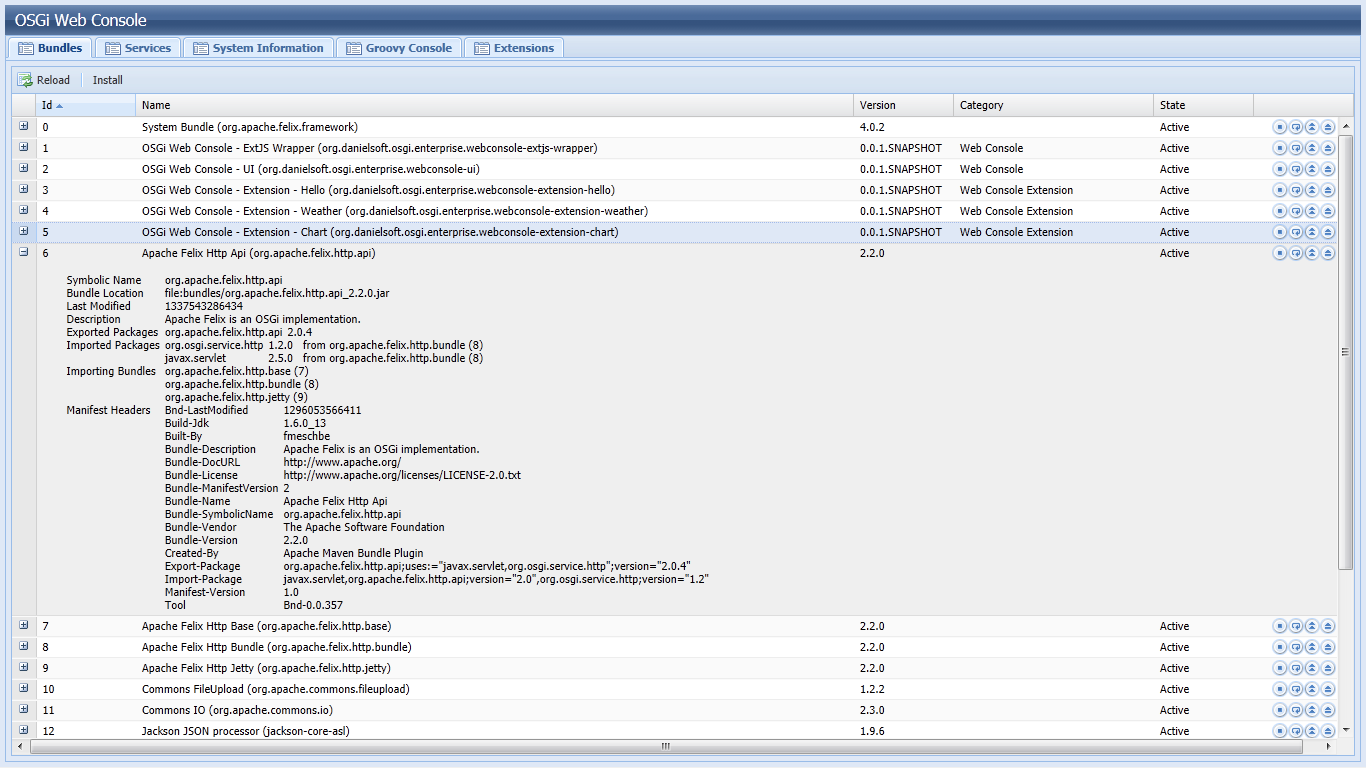 OSGi Web Console
Bundles Services System Information Groovy Console Extensions
Reload Install
Id Name Version Category State
0 System Bundle (org.apache.felix.framework) 4.0.2 Active
1 OSGi Web Console - ExtJS Wrapper (org.danielsoft.osgi.enterprise.webconsole-extjs-wrapper) 0.0.1.SNAPSHOT Web Console Active
2 OSGi Web Console - UI (org.danielsoft.osgi.enterprise.webconsole-ui) 0.0.1.SNAPSHOT Web Console Active
3 OSGi Web Console - Extension - Hello (org.danielsoft.osgi.enterprise.webconsole-extension-hello) 0.0.1.SNAPSHOT Web Console Extension Active
4 OSGi Web Console - Extension - Weather (org.danielsoft.osgi.enterprise.webconsole-extension-weather) 0.0.1.SNAPSHOT Web Console Extension Active
5 OSGi Web Console - Extension - Chart (org.danielsoft.osgi.enterprise.webconsole-extension-chart) 0.0.1.SNAPSHOT Web Console Extension Active
6 Apache Felix Http Api (org.apache.felix.http.api) 2.2.0 Active
Symbolic Name org.apache.felix.http.api
Bundle Location file:bundles/org.apache.felix.http.api_2.2.0.jar
Last Modified 1337543286434
Description Apache Felix is an OSGi implementation.
Exported Packages org.apache.felix.http.api 2.0.4
Imported Packages org.osgi.service.http 1.2.0 from org.apache.felix.http.bundle (8)
javax.servlet 2.5.0 from org.apache.felix.http.bundle (8)
Importing Bundles org.apache.felix.http.base (7)
org.apache.felix.http.bundle (8)
org.apache.felix.http.jetty (9)
Manifest Headers Bnd-LastModified 1296053566411
Build-Jdk 1.6.0_13
Built-By fmeschbe
Bundle-Description Apache Felix is an OSGi implementation.
Bundle-DocURL http://www.apache.org/
Bundle-License http://www.apache.org/licenses/LICENSE-2.0.txt
Bundle-ManifestVersion 2
Bundle-Name Apache Felix Http Api
Bundle-SymbolicName org.apache.felix.http.api
Bundle-Vendor The Apache Software Foundation
Bundle-Version 2.2.0
Created-By Apache Maven Bundle Plugin
Export-Package org.apache.felix.http.api;uses:="javax.servlet,org.osgi.service.http";version="2.0.4"
Import-Package javax.servlet,org.apache.felix.http.api;version="2.0",org.osgi.service.http;version="1.2"
Manifest-Version 1.0
Tool Bnd-0.0.357
7 Apache Felix Http Base (org.apache.felix.http.base) 2.2.0 Active
8 Apache Felix Http Bundle (org.apache.felix.http.bundle) 2.2.0 Active
9 Apache Felix Http Jetty (org.apache.felix.http.jetty) 2.2.0 Active
10 Commons FileUpload (org.apache.commons.fileupload) 1.2.2 Active
11 Commons IO (org.apache.commons.io) 2.3.0 Active
12 Jackson JSON processor (jackson-core-asl) 1.9.6 Active